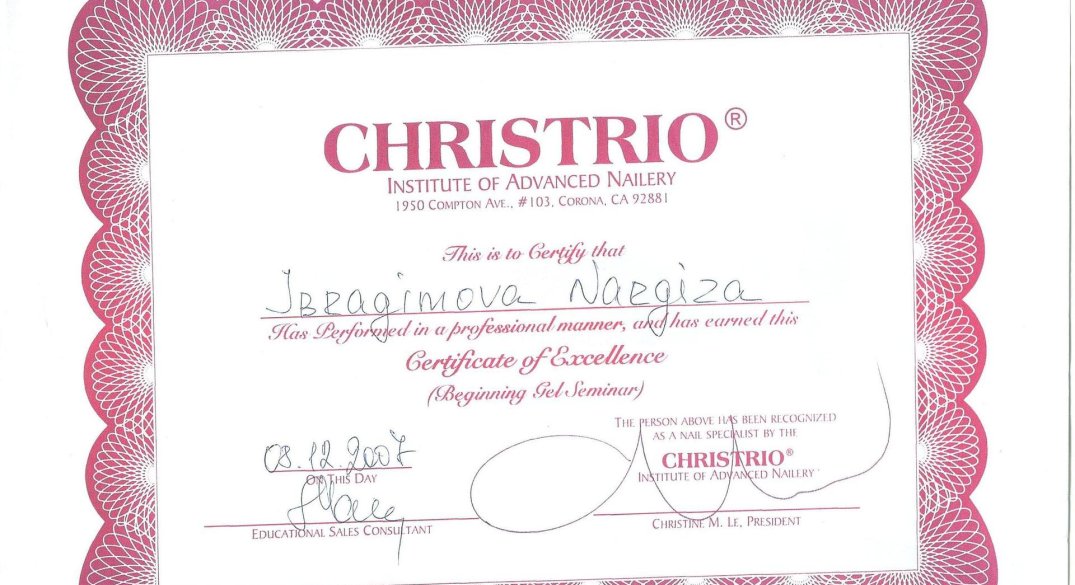 CHRISTRIO®
INSTITUTE OF ADVANCED NAILERY
1950 COMPTON AVE., #103, CORONA, CA 92881
This is to Certify that
Ibragimova Nargiza
Has Performed in a professional manner, and has earned this
Certificate of Excellence
(Beginning Gel Seminar)
THE PERSON ABOVE HAS BEEN RECOGNIZED
AS A NAIL SPECIALIST BY THE
CHRISTRIO®
INSTITUTE OF ADVANCED NAILERY
08.12.2007
ON THIS DAY
EDUCATIONAL SALES CONSULTANT
CHRISTINE M. LE, PRESIDENT